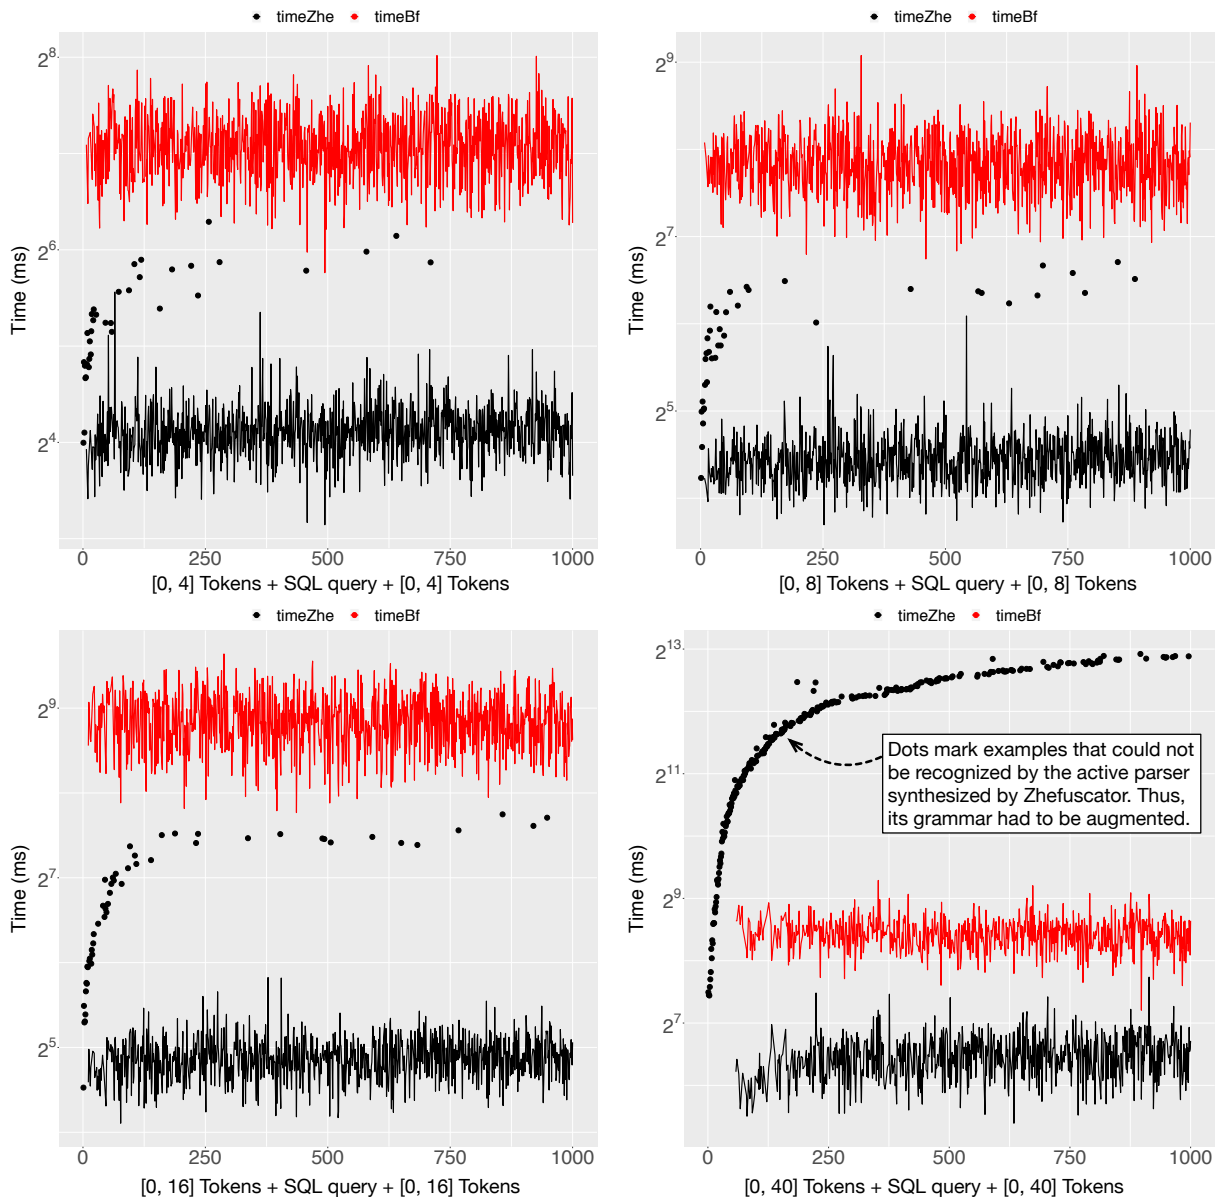 timeZhe timeBf
2^8
2^6
2^4
Time (ms)
0 250 500 750 1000
[0, 4] Tokens + SQL query + [0, 4] Tokens
timeZhe timeBf
2^9
2^7
2^5
Time (ms)
0 250 500 750 1000
[0, 8] Tokens + SQL query + [0, 8] Tokens
timeZhe timeBf
2^9
2^7
2^5
Time (ms)
0 250 500 750 1000
[0, 16] Tokens + SQL query + [0, 16] Tokens
timeZhe timeBf
2^13
2^11
2^9
2^7
Time (ms)
Dots mark examples that could not
be recognized by the active parser
synthesized by Zhefuscator. Thus,
its grammar had to be augmented.
0 250 500 750 1000
[0, 40] Tokens + SQL query + [0, 40] Tokens